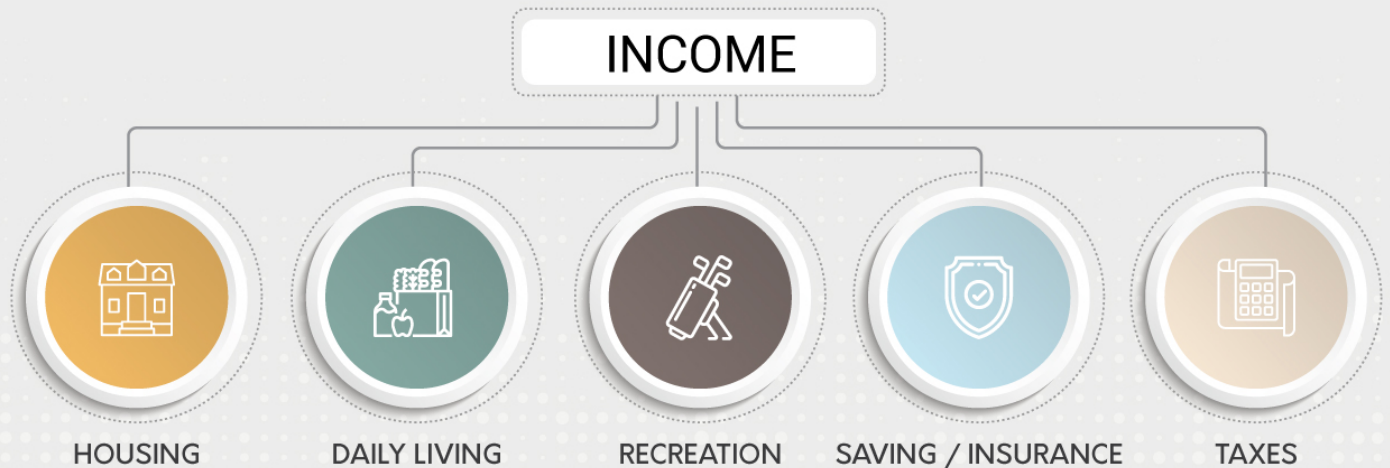 INCOME
HOUSING
DAILY LIVING
RECREATION
SAVING / INSURANCE
TAXES